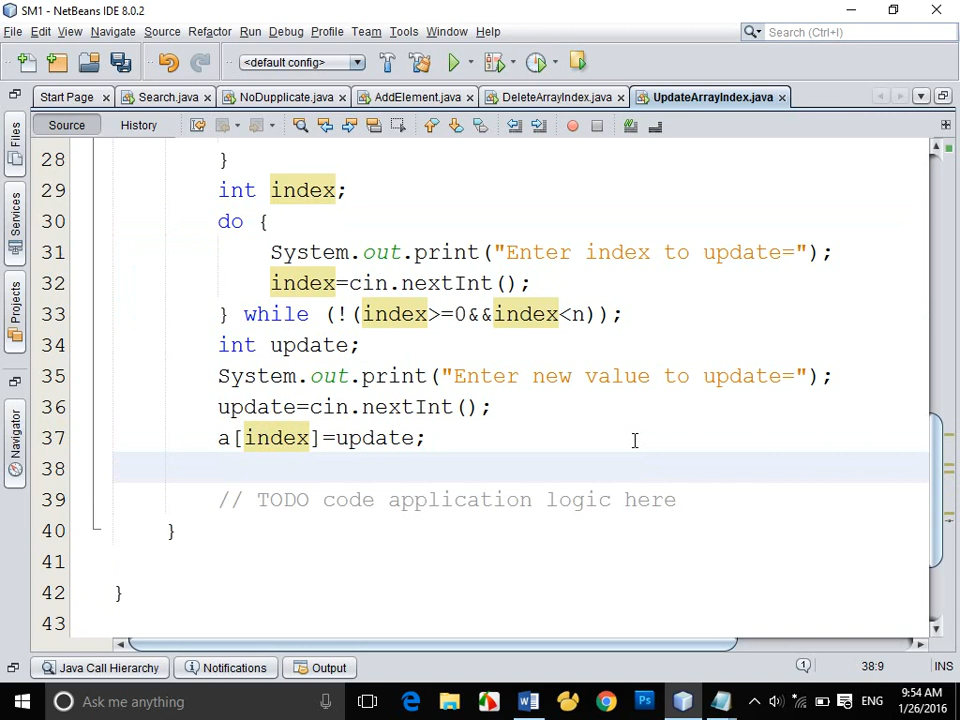 SM1 - NetBeans IDE 8.0.2
File Edit View Navigate Source Refactor Run Debug Profile Team Tools Window Help
Search (Ctrl+I)
<default config>
Start Page Search.java NoDupplicate.java AddElement.java DeleteArrayIndex.java UpdateArrayIndex.java
Source History
Files
Services
Projects
Navigator
28 }
29 int index;
30 do {
31 System.out.print("Enter index to update=");
32 index=cin.nextInt();
33 } while (!(index>=0&&index<n));
34 int update;
35 System.out.print("Enter new value to update=");
36 update=cin.nextInt();
37 a[index]=update;
38
39 // TODO code application logic here
40 }
41
42 }
43
Java Call Hierarchy Notifications Output
1
38:9 INS
Ask me anything
ENG
9:54 AM
1/26/2016